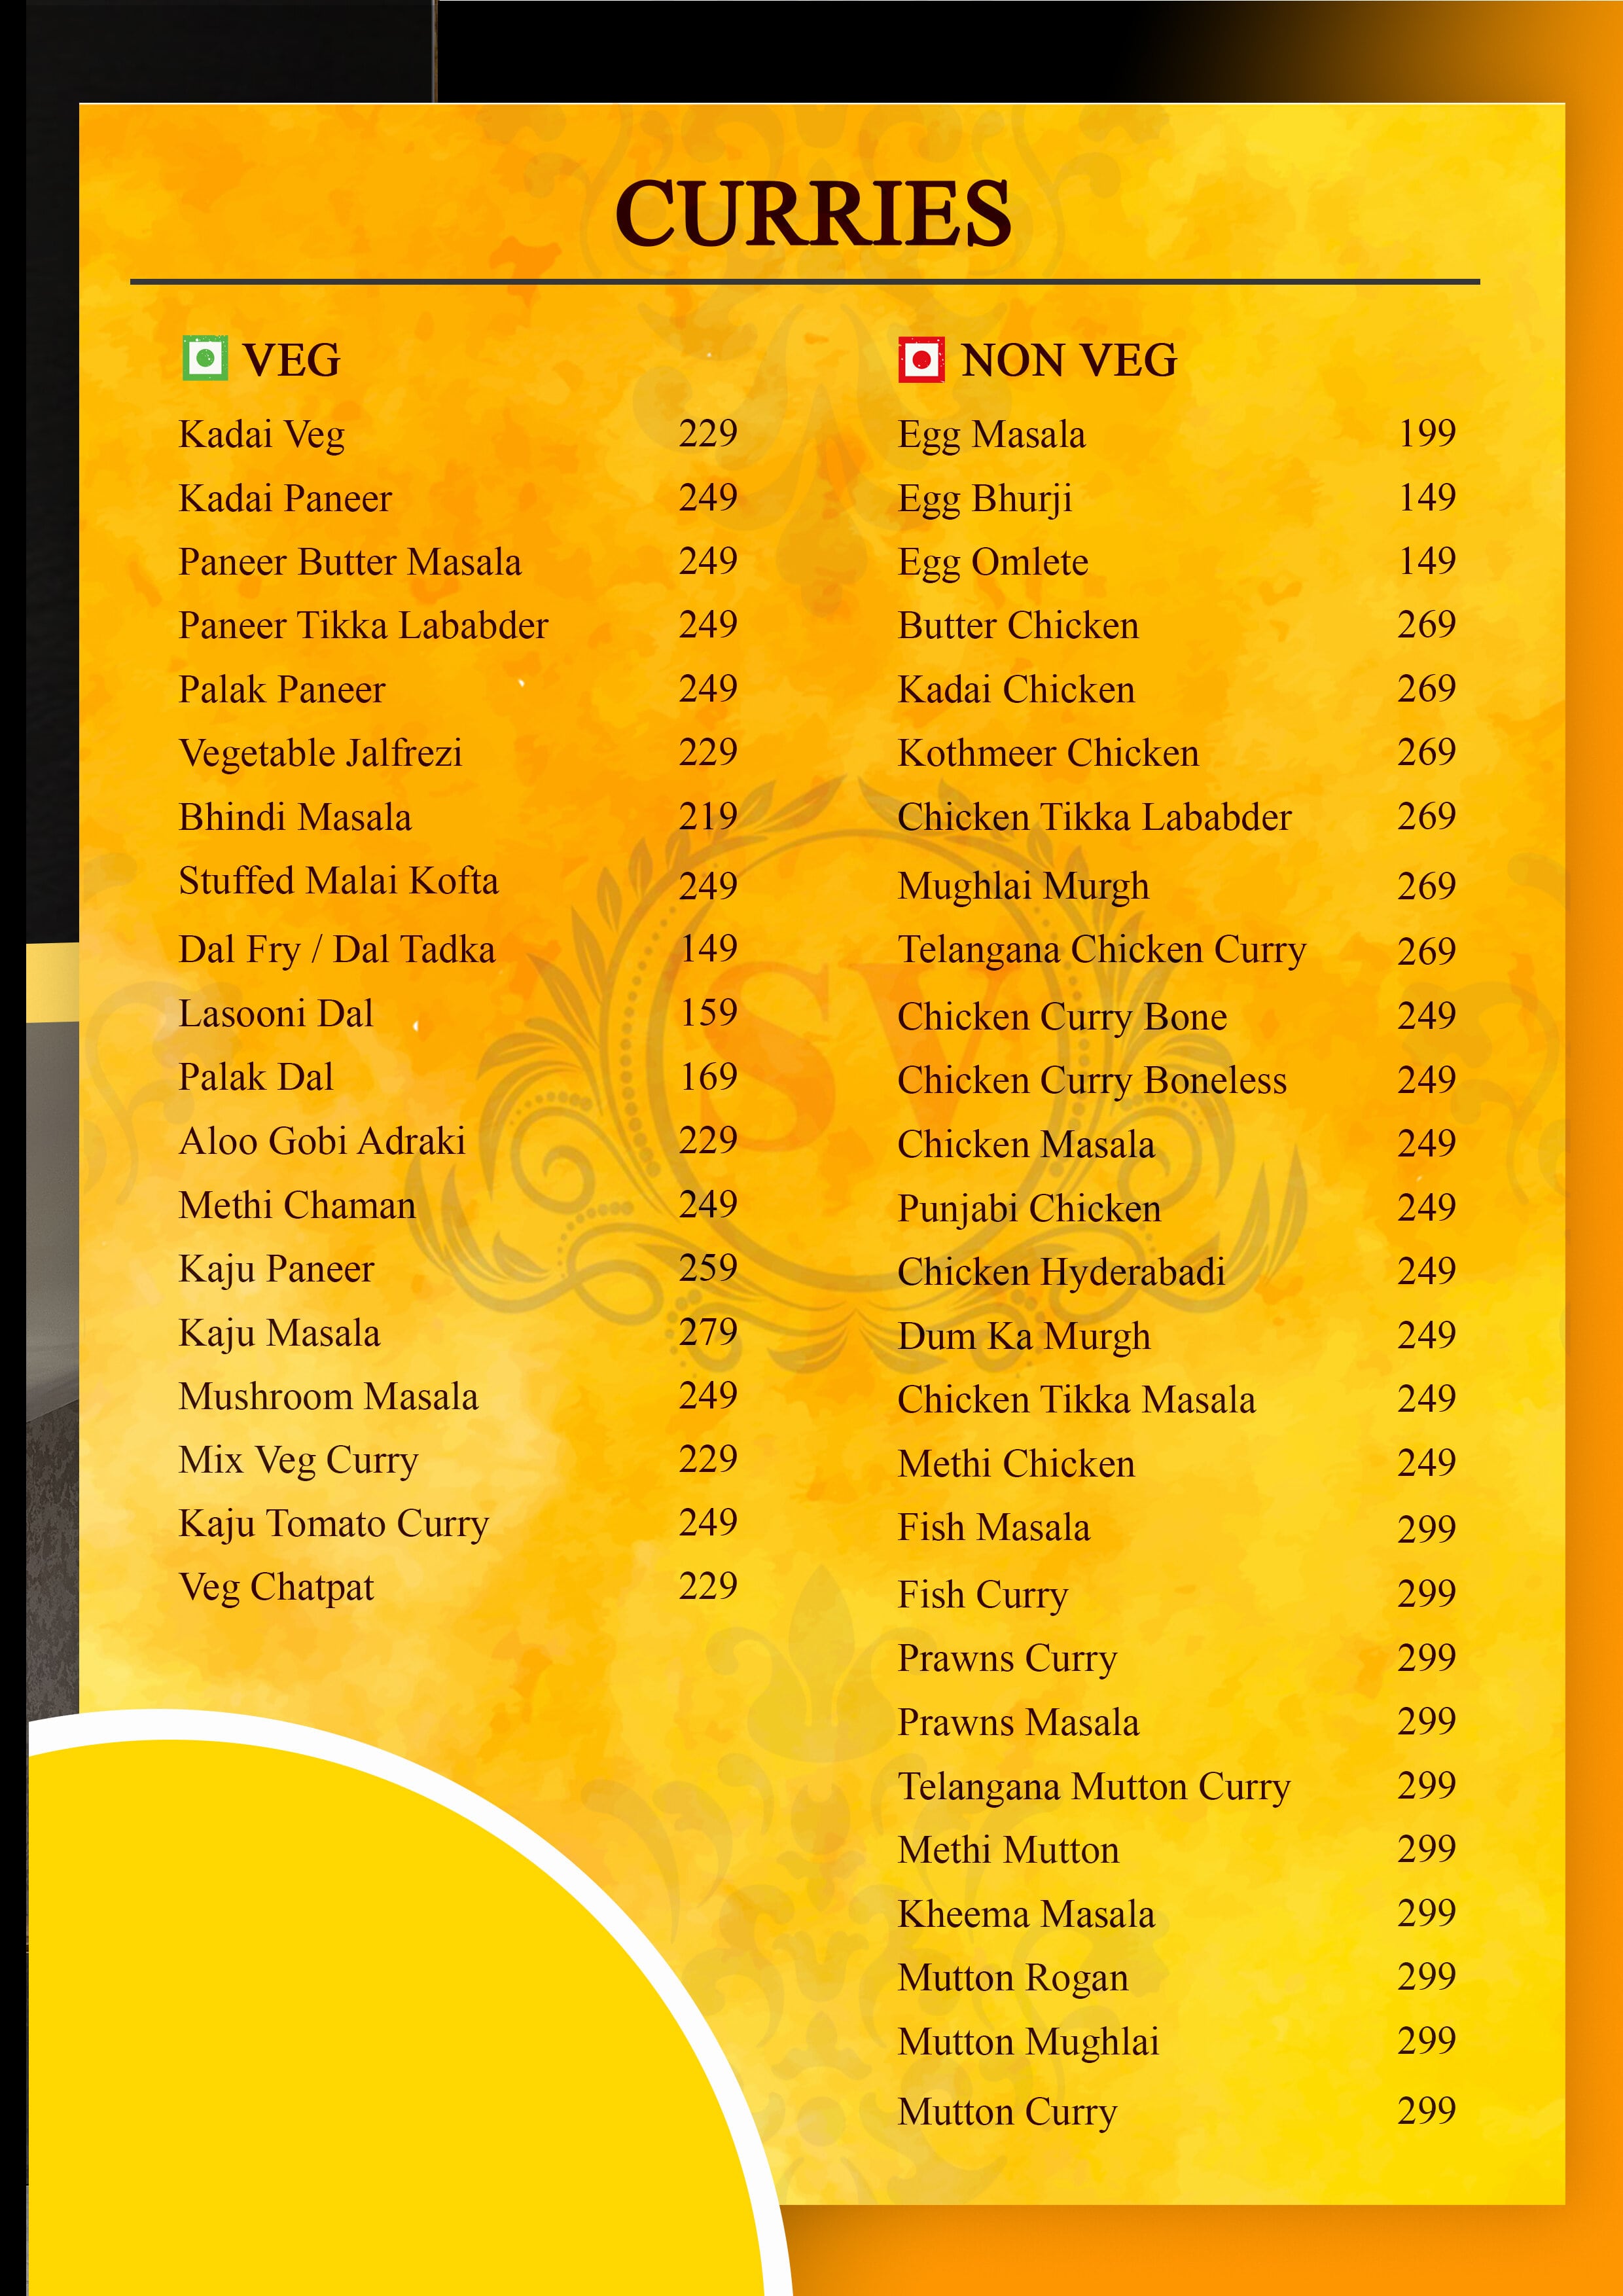 CURRIES
VEG
Kadai Veg 229
Kadai Paneer 249
Paneer Butter Masala 249
Paneer Tikka Lababder 249
Palak Paneer 249
Vegetable Jalfrezi 229
Bhindi Masala 219
Stuffed Malai Kofta 249
Dal Fry / Dal Tadka 149
Lasooni Dal 159
Palak Dal 169
Aloo Gobi Adraki 229
Methi Chaman 249
Kaju Paneer 259
Kaju Masala 279
Mushroom Masala 249
Mix Veg Curry 229
Kaju Tomato Curry 249
Veg Chatpat 229
NON VEG
Egg Masala 199
Egg Bhurji 149
Egg Omlete 149
Butter Chicken 269
Kadai Chicken 269
Kothmeer Chicken 269
Chicken Tikka Lababder 269
Mughlai Murgh 269
Telangana Chicken Curry 269
Chicken Curry Bone 249
Chicken Curry Boneless 249
Chicken Masala 249
Punjabi Chicken 249
Chicken Hyderabadi 249
Dum Ka Murgh 249
Chicken Tikka Masala 249
Methi Chicken 249
Fish Masala 299
Fish Curry 299
Prawns Curry 299
Prawns Masala 299
Telangana Mutton Curry 299
Methi Mutton 299
Kheema Masala 299
Mutton Rogan 299
Mutton Mughlai 299
Mutton Curry 299
SV